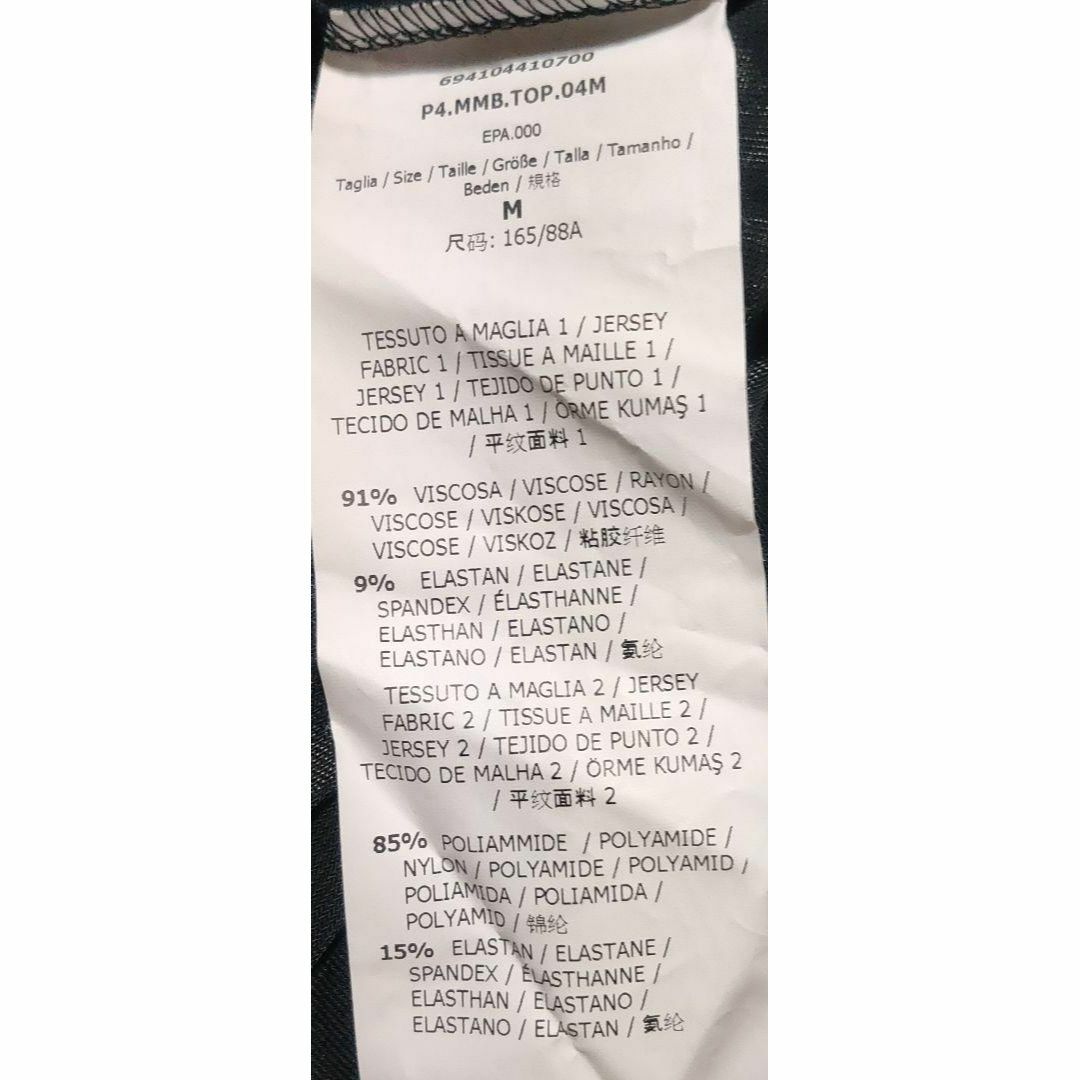 694104410700
P4.MMB.TOP.04M
EPA.000
Taglia / Size / Taille / Größe / Talla / Tamanho /
Beden / 規格
M
尺码: 165/88A
TESSUTO A MAGLIA 1 / JERSEY
FABRIC 1 / TISSUE A MAILLE 1 /
JERSEY 1 / TEJIDO DE PUNTO 1 /
TECIDO DE MALHA 1 / ÖRME KUMAŞ 1
/ 平纹面料 1
91% VISCOSA / VISCOSE / RAYON /
VISCOSE / VISKOSE / VISCOSA /
VISCOSE / VISKOZ / 粘胶纤维
9% ELASTAN / ELASTANE /
SPANDEX / ÉLASTHANNE /
ELASTHAN / ELASTANO /
ELASTANO / ELASTAN / 氨纶
TESSUTO A MAGLIA 2 / JERSEY
FABRIC 2 / TISSUE A MAILLE 2 /
JERSEY 2 / TEJIDO DE PUNTO 2 /
TECIDO DE MALHA 2 / ÖRME KUMAŞ 2
/ 平纹面料 2
85% POLIAMMIDE / POLYAMIDE /
NYLON / POLYAMIDE / POLYAMID /
POLIAMIDA / POLIAMIDA /
POLYAMID / 锦纶
15% ELASTAN / ELASTANE /
SPANDEX / ÉLASTHANNE /
ELASTHAN / ELASTANO /
ELASTANO / ELASTAN / 氨纶